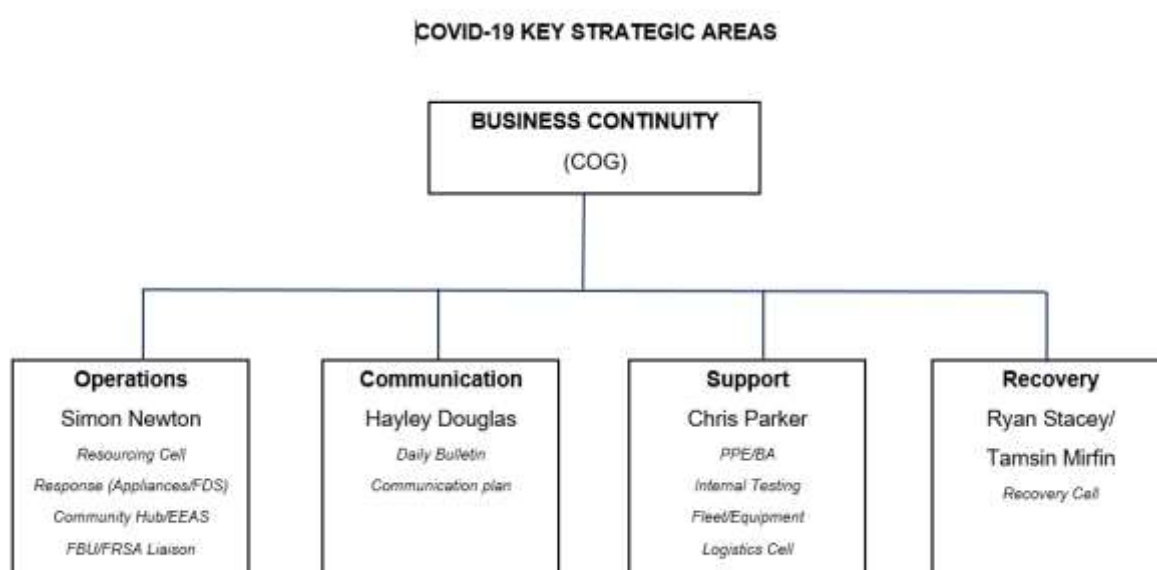 COVID-19 KEY STRATEGIC AREAS
BUSINESS CONTINUITY
(COG)
Operations
Simon Newton
Resourcing Cell
Response (Appliances/FDS)
Community Hub/EEAS
FBU/FRSA Liaison
Communication
Hayley Douglas
Daily Bulletin
Communication plan
Support
Chris Parker
PPE/BA
Internal Testing
Fleet/Equipment
Logistics Cell
Recovery
Ryan Stacey/
Tamsin Mirfin
Recovery Cell